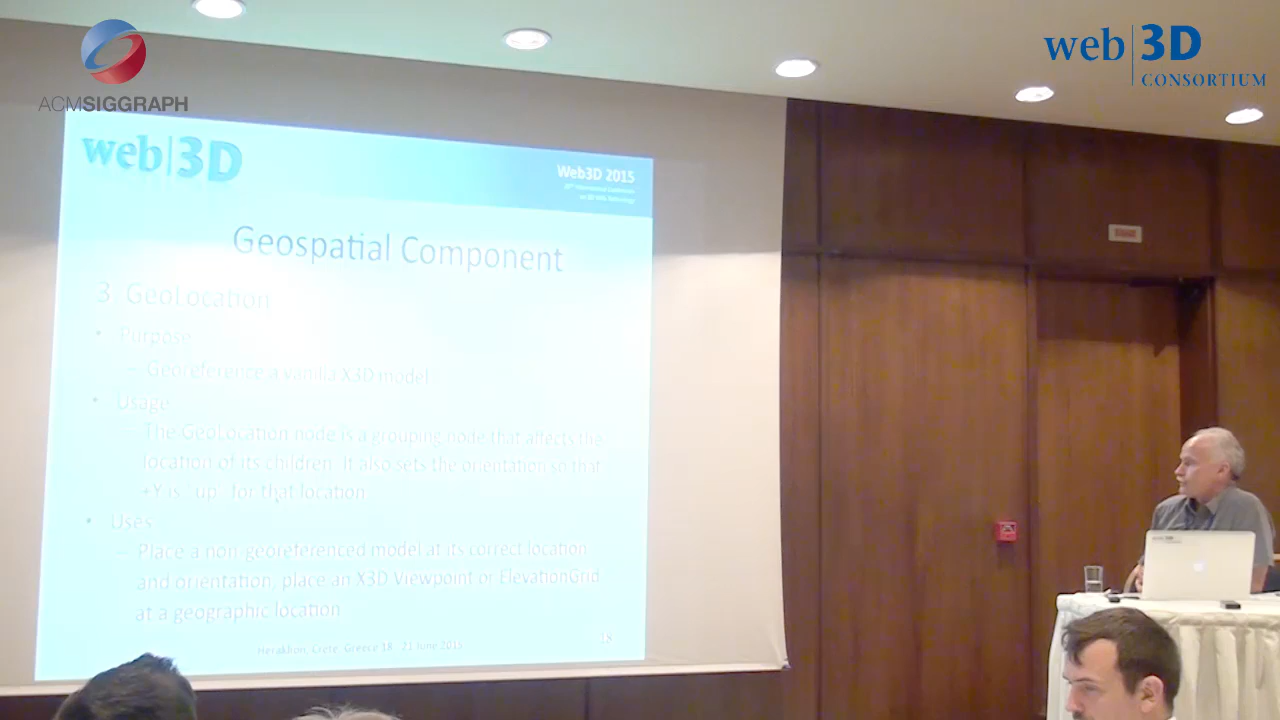 ACMSIGGRAPH
web 3D
CONSORTIUM
web 3D
Web3D 2015
Geospatial Component
3. GeoLocation
• Purpose
– Georeference a vanilla X3D model
• Usage
– The GeoLocation node is a grouping node that affects the
location of its children. It also sets the orientation so that
+Y is "up" for that location
• Uses
– Place a non-georeferenced model at its correct location
and orientation, place an X3D Viewpoint or ElevationGrid
at a geographic location
Heraklion, Crete, Greece 18 - 21 June 2015
18